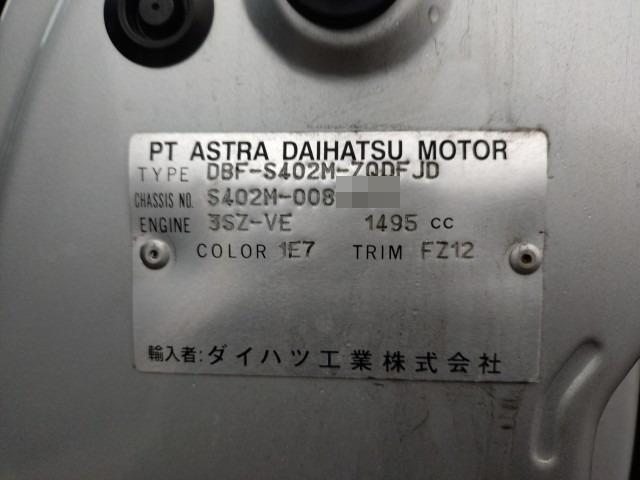 PT ASTRA DAIHATSU MOTOR
TYPE DBF-S402M-ZQDFJD
CHASSIS NO. S402M-008
ENGINE 3SZ-VE 1495 cc
COLOR 1E7 TRIM FZ12
輸入者: ダイハツ工業株式会社